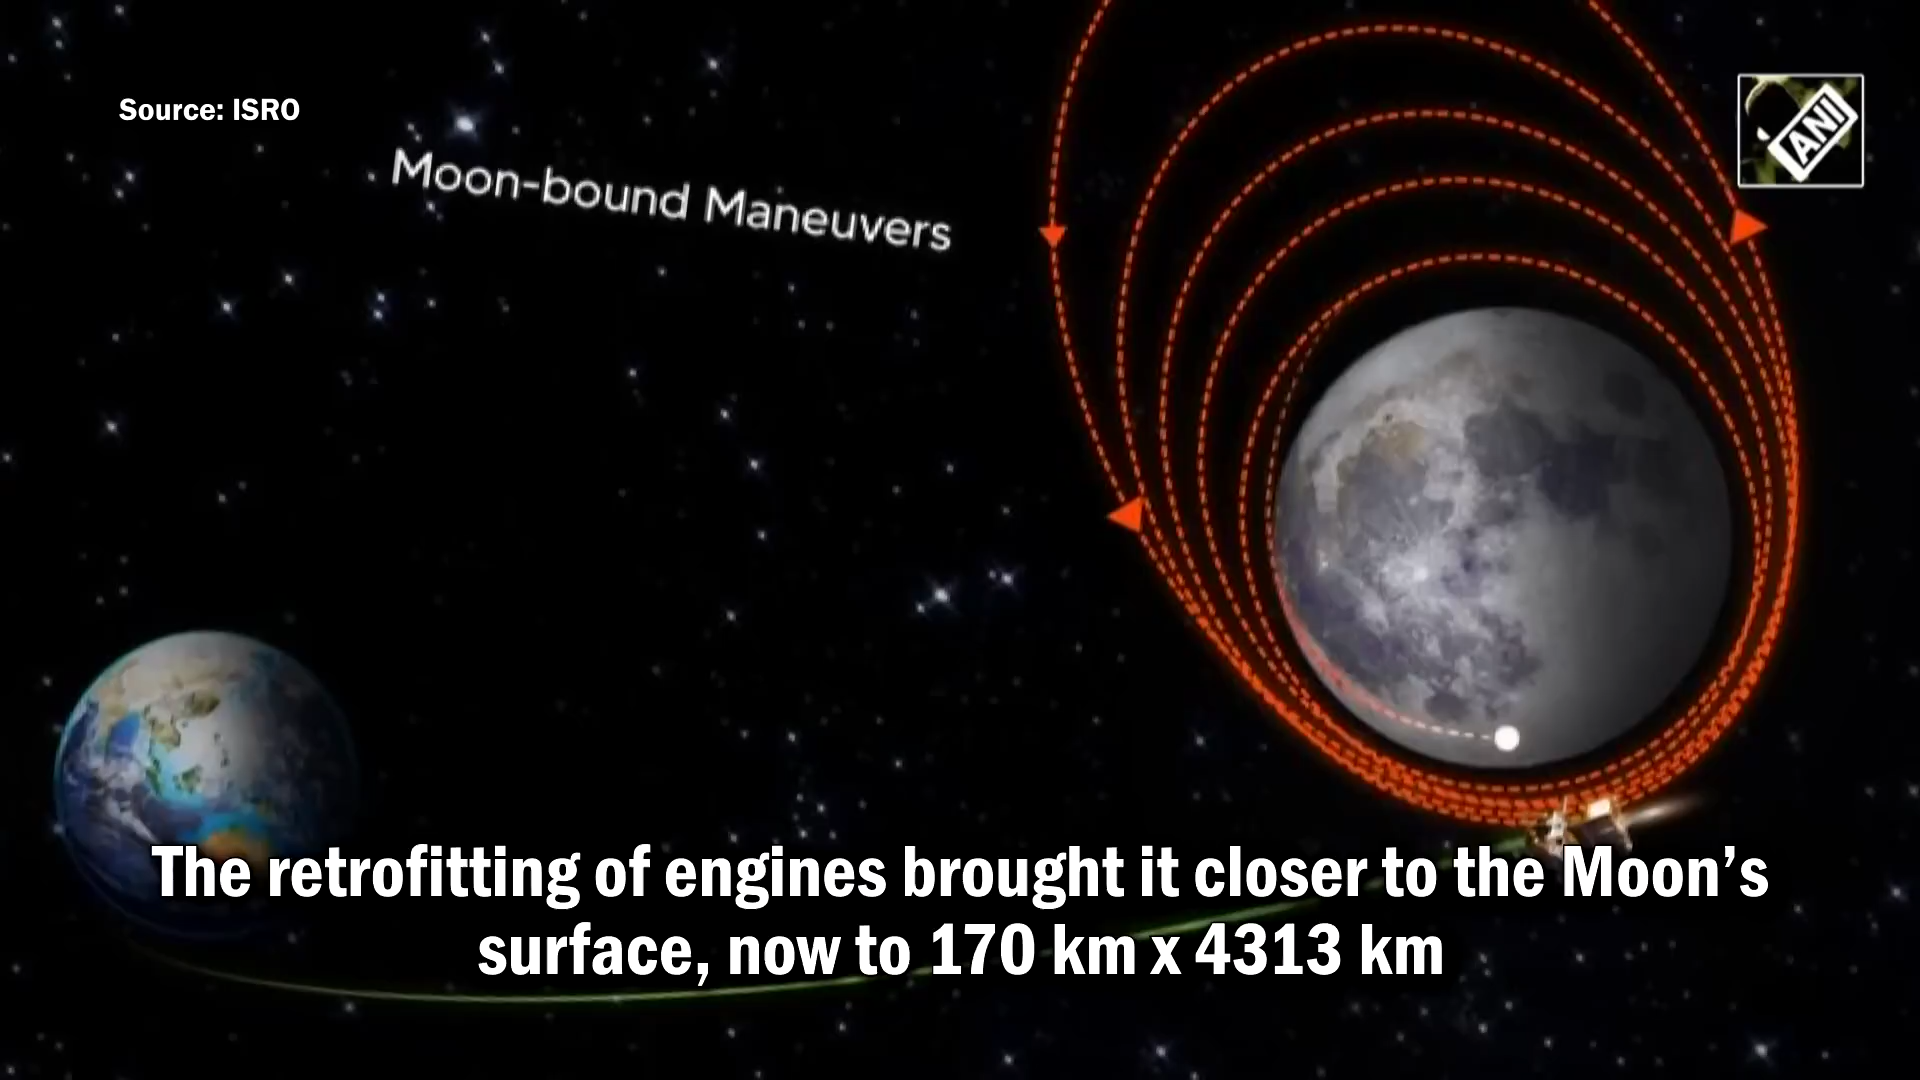 Source: ISRO
ANI
Moon-bound Maneuvers
The retrofitting of engines brought it closer to the Moon’s
surface, now to 170 km x 4313 km